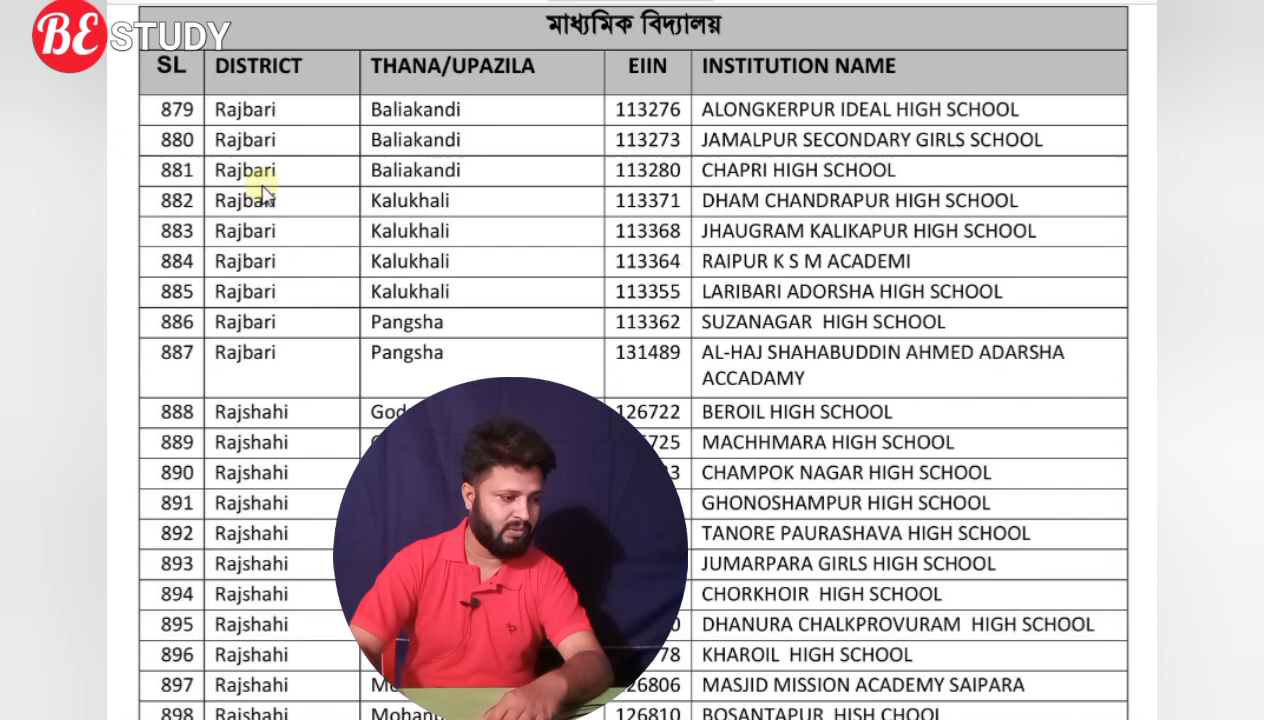 BE STUDY
মাধ্যমিক বিদ্যালয়
SL DISTRICT THANA/UPAZILA EIIN INSTITUTION NAME
879 Rajbari Baliakandi 113276 ALONGKERPUR IDEAL HIGH SCHOOL
880 Rajbari Baliakandi 113273 JAMALPUR SECONDARY GIRLS SCHOOL
881 Rajbari Baliakandi 113280 CHAPRI HIGH SCHOOL
882 Rajbari Kalukhali 113371 DHAM CHANDRAPUR HIGH SCHOOL
883 Rajbari Kalukhali 113368 JHAUGRAM KALIKAPUR HIGH SCHOOL
884 Rajbari Kalukhali 113364 RAIPUR K S M ACADEMI
885 Rajbari Kalukhali 113355 LARIBARI ADORSHA HIGH SCHOOL
886 Rajbari Pangsha 113362 SUZANAGAR HIGH SCHOOL
887 Rajbari Pangsha 131489 AL-HAJ SHAHABUDDIN AHMED ADARSHA
ACCADAMY
888 Rajshahi 126722 BEROIL HIGH SCHOOL
889 Rajshahi MACHHMARA HIGH SCHOOL
890 Rajshahi CHAMPOK NAGAR HIGH SCHOOL
891 Rajshahi GHONOSHAMPUR HIGH SCHOOL
892 Rajshahi TANORE PAURASHAVA HIGH SCHOOL
893 Rajshahi JUMARPARA GIRLS HIGH SCHOOL
894 Rajshahi CHORKHOIR HIGH SCHOOL
895 Rajshahi DHANURA CHALKPROVURAM HIGH SCHOOL
896 Rajshahi KHAROIL HIGH SCHOOL
897 Rajshahi MASJID MISSION ACADEMY SAIPARA
898 Rajshahi 126810 BOSANTAPUR HISH CHOOL